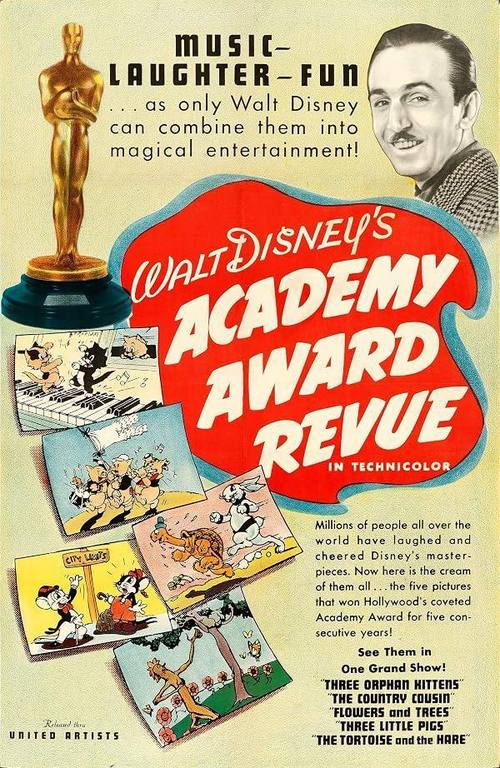 MUSIC–
LAUGHTER – FUN
... as only Walt Disney
can combine them into
magical entertainment!
WALT DISNEY'S
ACADEMY
AWARD
REVUE
IN TECHNICOLOR
CITY LIMITS
Millions of people all over the
world have laughed and
cheered Disney's master-
pieces. Now here is the cream
of them all ... the five pictures
that won Hollywood's coveted
Academy Award for five con-
secutive years!
See Them in
One Grand Show!
"THREE ORPHAN KITTENS"
"THE COUNTRY COUSIN"
"FLOWERS and TREES"
"THREE LITTLE PIGS"
"THE TORTOISE and the HARE"
Released thru
UNITED ARTISTS